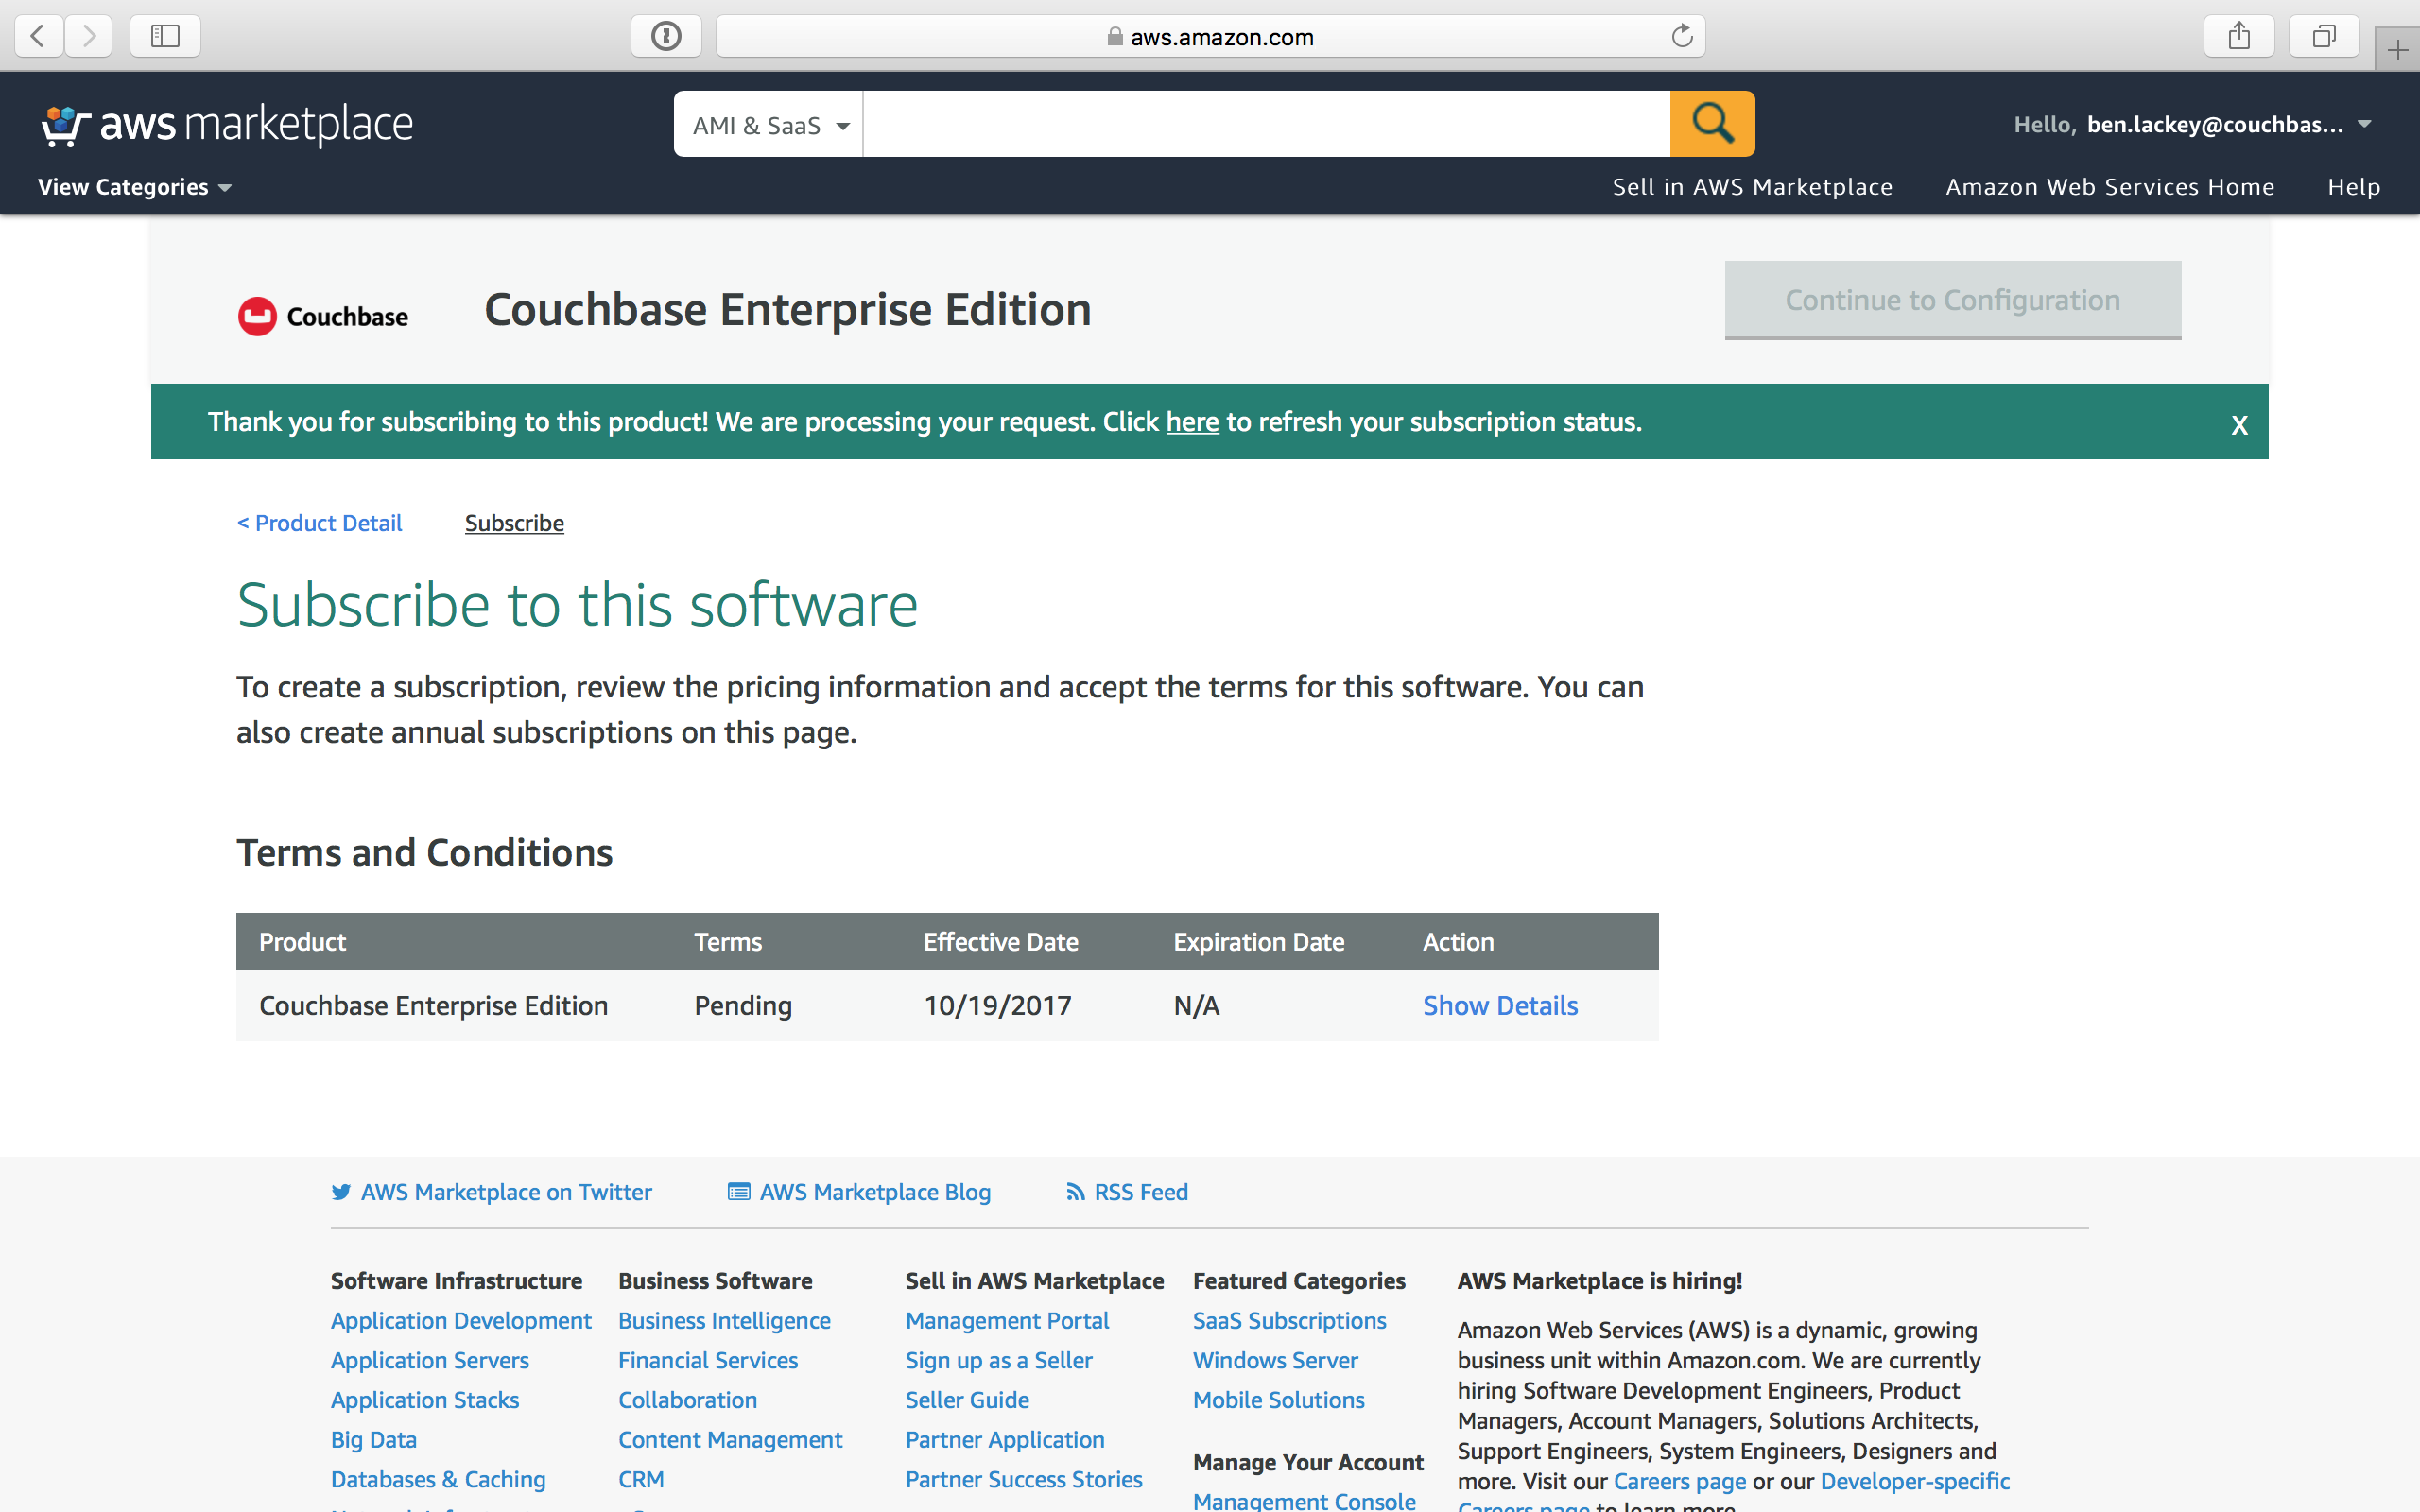 aws.amazon.com
aws marketplace
AMI & SaaS
Hello, ben.lackey@couchbas...
View Categories
Sell in AWS Marketplace Amazon Web Services Home Help
Couchbase
Couchbase Enterprise Edition
Continue to Configuration
Thank you for subscribing to this product! We are processing your request. Click here to refresh your subscription status.
X
< Product Detail Subscribe
Subscribe to this software
To create a subscription, review the pricing information and accept the terms for this software. You can
also create annual subscriptions on this page.
Terms and Conditions
Product Terms Effective Date Expiration Date Action
Couchbase Enterprise Edition Pending 10/19/2017 N/A Show Details
AWS Marketplace on Twitter AWS Marketplace Blog RSS Feed
Software Infrastructure
Application Development
Application Servers
Application Stacks
Big Data
Databases & Caching
Business Software
Business Intelligence
Financial Services
Collaboration
Content Management
CRM
Sell in AWS Marketplace
Management Portal
Sign up as a Seller
Seller Guide
Partner Application
Partner Success Stories
Featured Categories
SaaS Subscriptions
Windows Server
Mobile Solutions
Manage Your Account
Management Console
AWS Marketplace is hiring!
Amazon Web Services (AWS) is a dynamic, growing
business unit within Amazon.com. We are currently
hiring Software Development Engineers, Product
Managers, Account Managers, Solutions Architects,
Support Engineers, System Engineers, Designers and
more. Visit our Careers page or our Developer-specific
Careers page to learn more